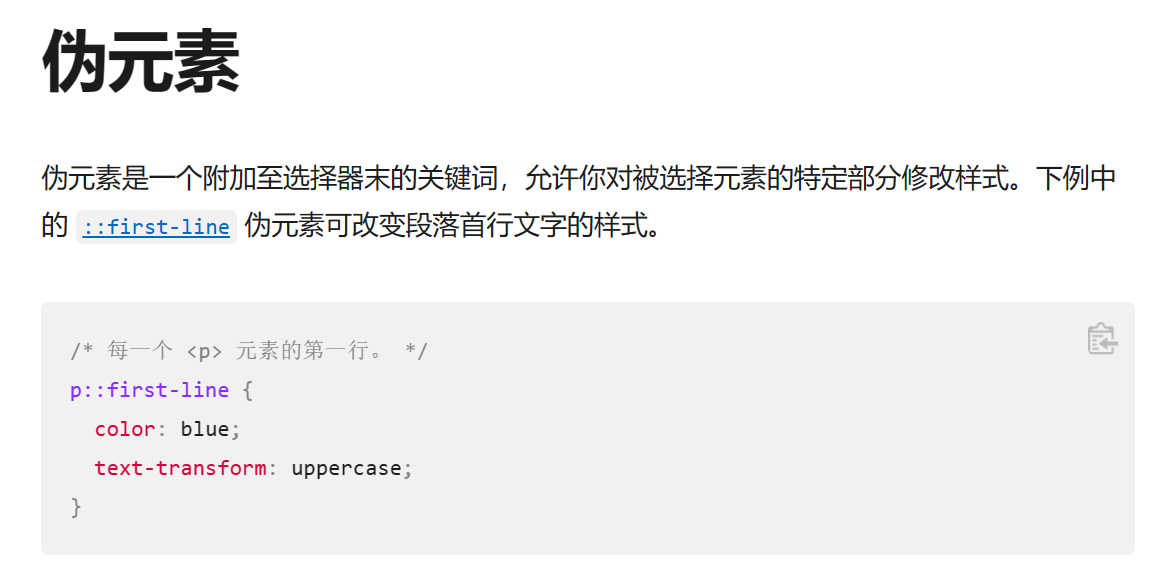 伪元素
伪元素是一个附加至选择器末的关键词，允许你对被选择元素的特定部分修改样式。下例中
的 ::first-line 伪元素可改变段落首行文字的样式。
/* 每一个 <p> 元素的第一行。 */
p::first-line {
  color: blue;
  text-transform: uppercase;
}